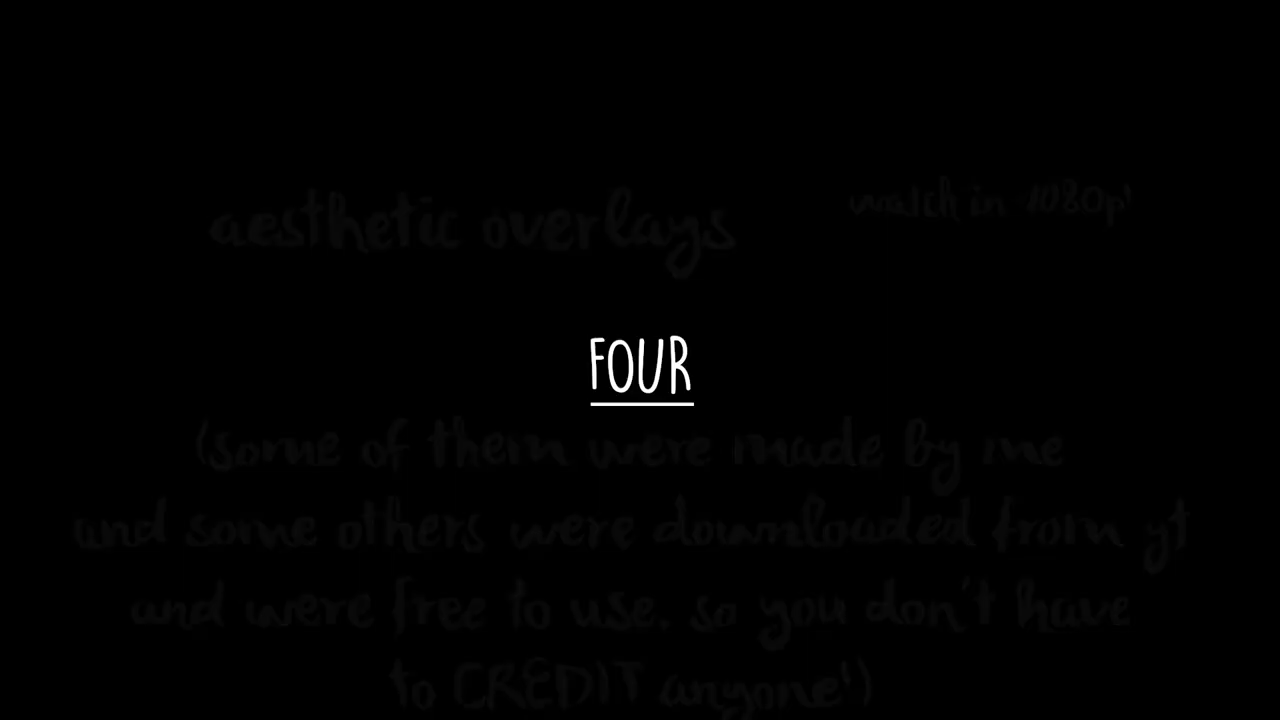 aesthetic overlays
watch in 1080p!
FOUR
(some of them were made by me
and some others were downloaded from yt
and were free to use. so you don't have
to CREDIT anyone!)